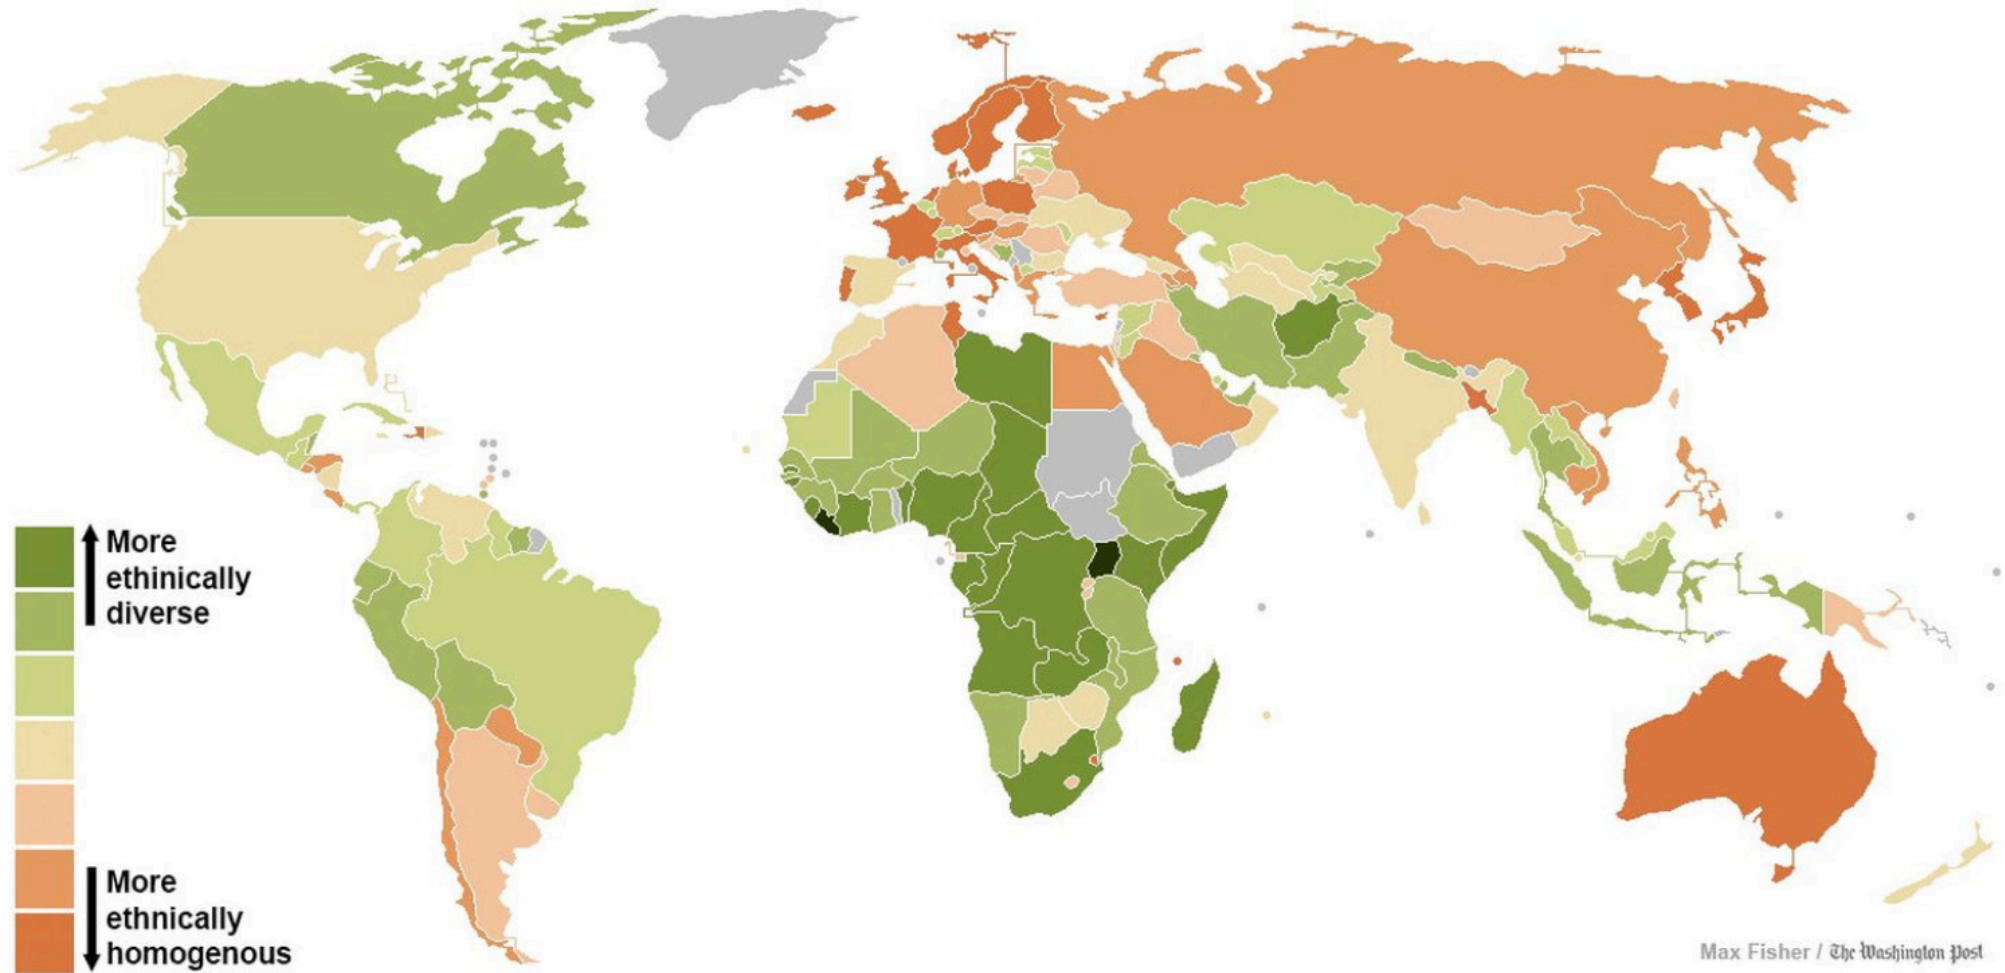 More
ethinically
diverse
More
ethnically
homogenous
Max Fisher / The Washington Post